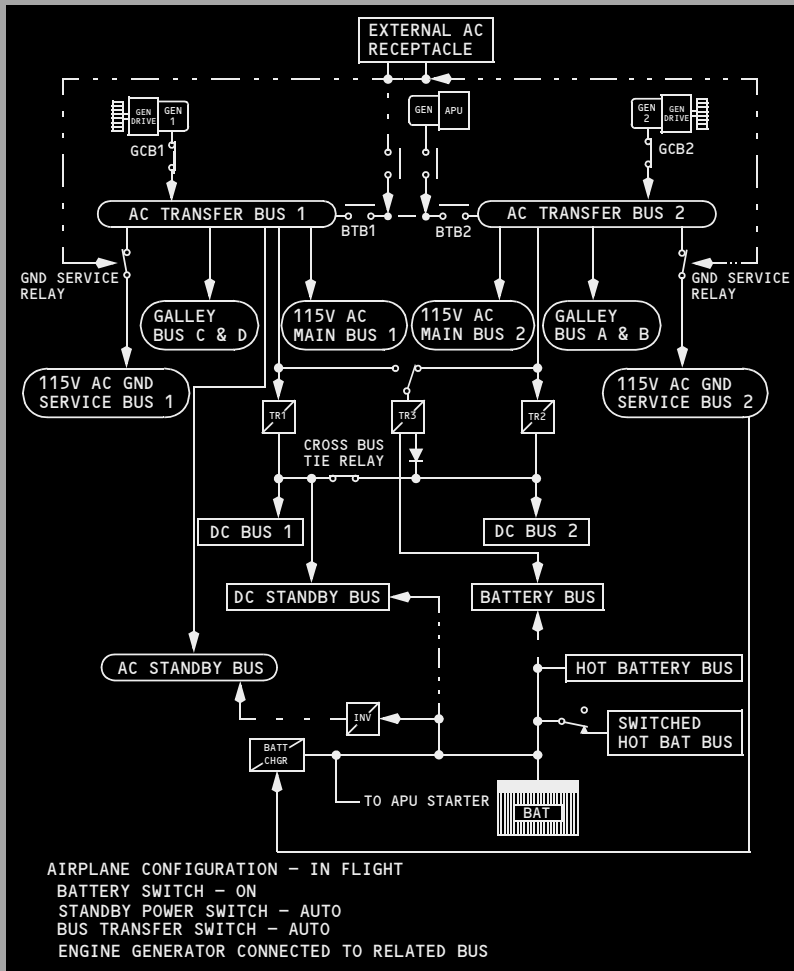 EXTERNAL AC
RECEPTACLE
GEN
DRIVE
GEN
1
GEN
APU
GEN
2
GEN
DRIVE
GCB1
GCB2
AC TRANSFER BUS 1
AC TRANSFER BUS 2
BTB1
BTB2
GND SERVICE
RELAY
GND SERVICE
RELAY
GALLEY
BUS C & D
115V AC
MAIN BUS 1
115V AC
MAIN BUS 2
GALLEY
BUS A & B
115V AC GND
SERVICE BUS 1
115V AC GND
SERVICE BUS 2
TR1
TR3
TR2
CROSS BUS
TIE RELAY
DC BUS 1
DC BUS 2
DC STANDBY BUS
BATTERY BUS
AC STANDBY BUS
HOT BATTERY BUS
INV
SWITCHED
HOT BAT BUS
BATT
CHGR
TO APU STARTER
BAT
AIRPLANE CONFIGURATION – IN FLIGHT
BATTERY SWITCH – ON
STANDBY POWER SWITCH – AUTO
BUS TRANSFER SWITCH – AUTO
ENGINE GENERATOR CONNECTED TO RELATED BUS